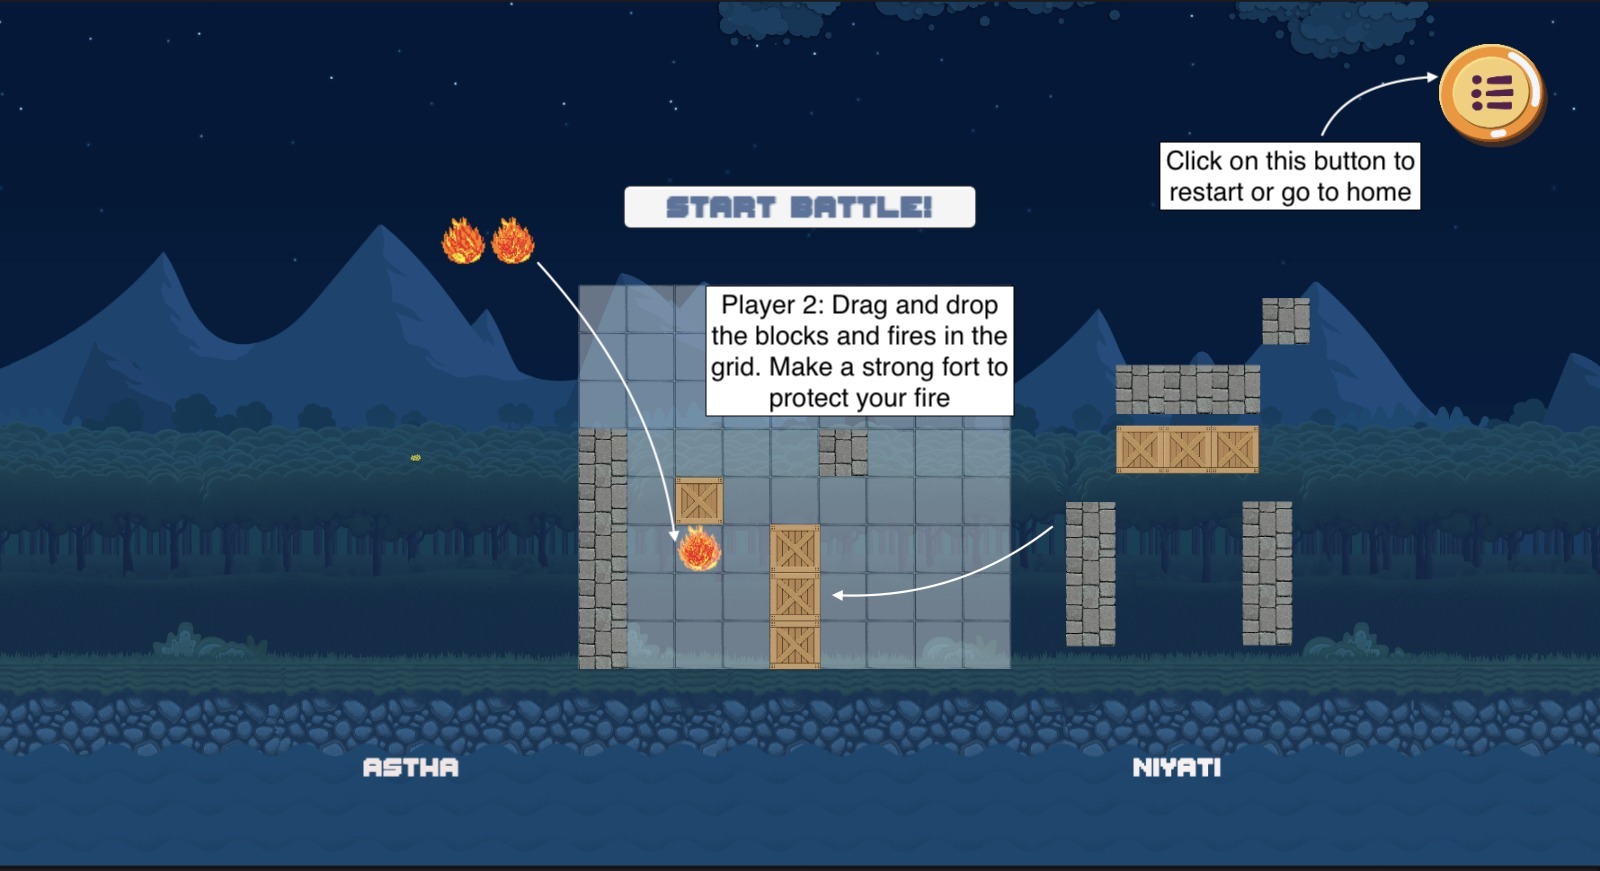 Click on this button to
restart or go to home
START BATTLE!
Player 2: Drag and drop
the blocks and fires in the
grid. Make a strong fort to
protect your fire
ASTHA
NIYATI